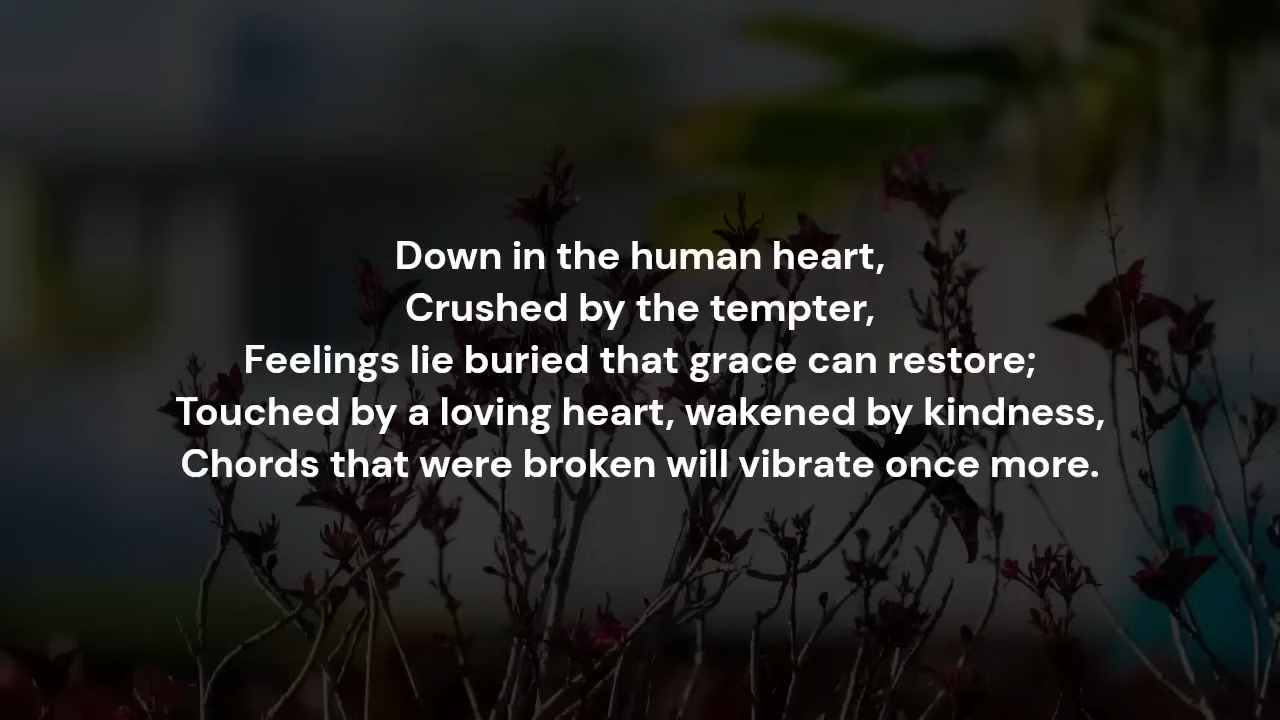 Down in the human heart,
Crushed by the tempter,
Feelings lie buried that grace can restore;
Touched by a loving heart, wakened by kindness,
Chords that were broken will vibrate once more.